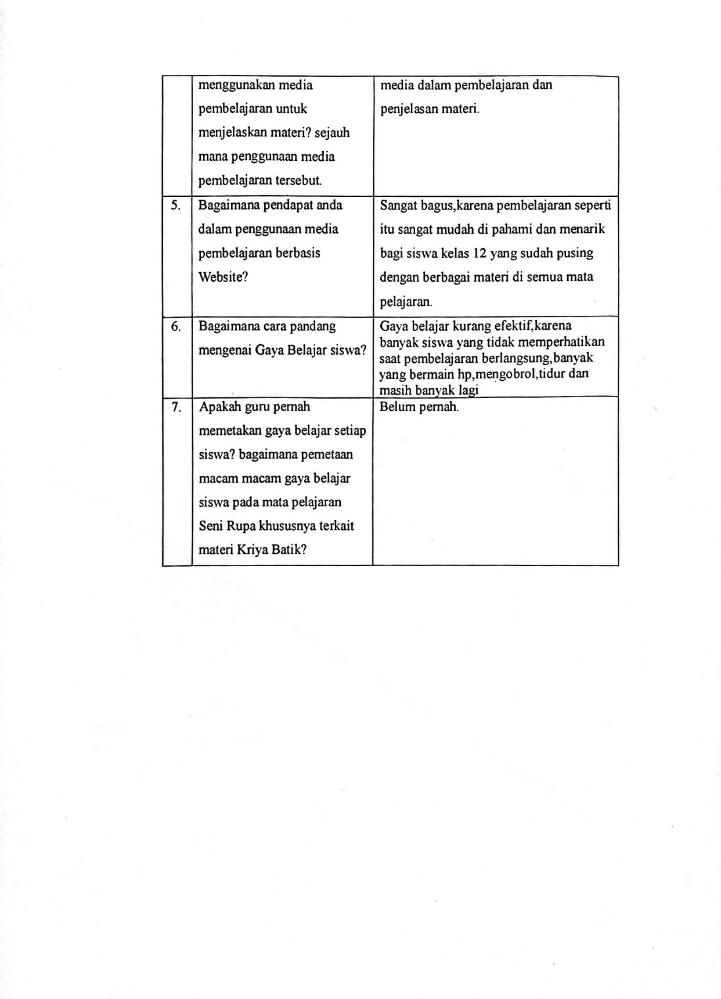 menggunakan media
pembelajaran untuk
menjelaskan materi? sejauh
mana penggunaan media
pembelajaran tersebut.
media dalam pembelajaran dan
penjelasan materi.
5.
Bagaimana pendapat anda
dalam penggunaan media
pembelajaran berbasis
Website?
Sangat bagus,karena pembelajaran seperti
itu sangat mudah di pahami dan menarik
bagi siswa kelas 12 yang sudah pusing
dengan berbagai materi di semua mata
pelajaran.
6.
Bagaimana cara pandang
mengenai Gaya Belajar siswa?
Gaya belajar kurang efektif,karena
banyak siswa yang tidak memperhatikan
saat pembelajaran berlangsung,banyak
yang bermain hp,mengobrol,tidur dan
masih banyak lagi
7.
Apakah guru pernah
memetakan gaya belajar setiap
siswa? bagaimana pemetaan
macam macam gaya belajar
siswa pada mata pelajaran
Seni Rupa khususnya terkait
materi Kriya Batik?
Belum pernah.